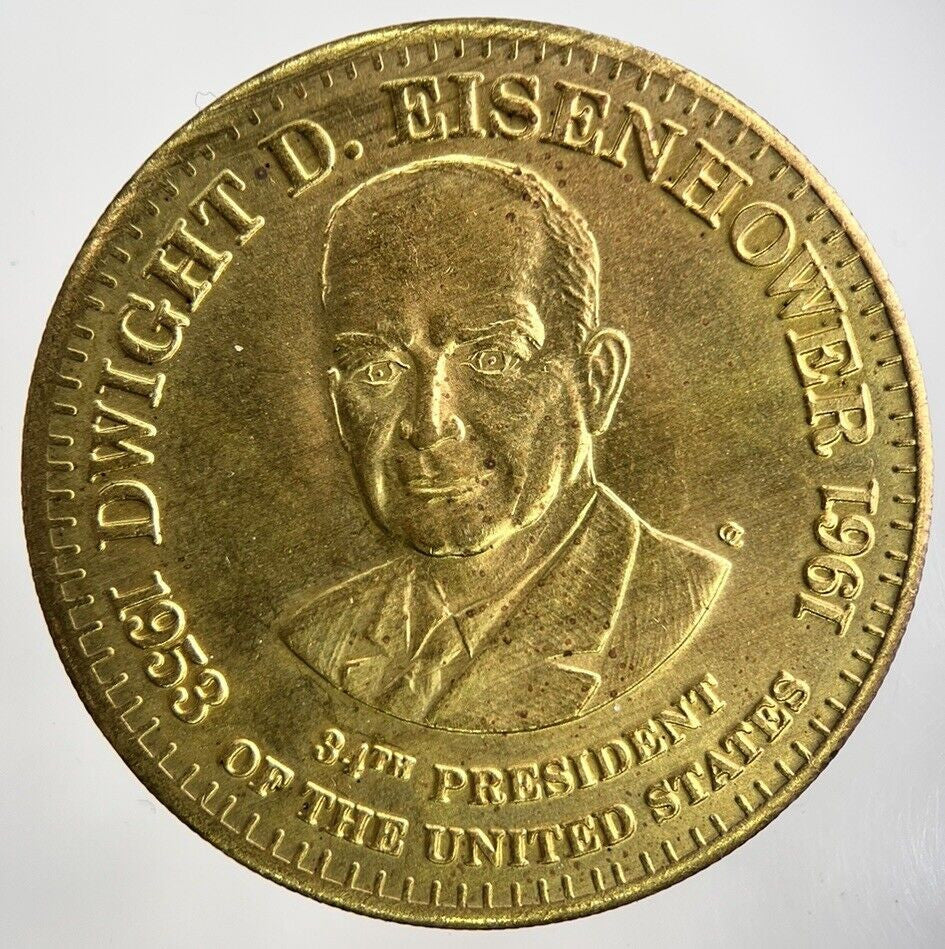 1953 DWIGHT D. EISENHOWER 1961
34TH PRESIDENT
OF THE UNITED STATES